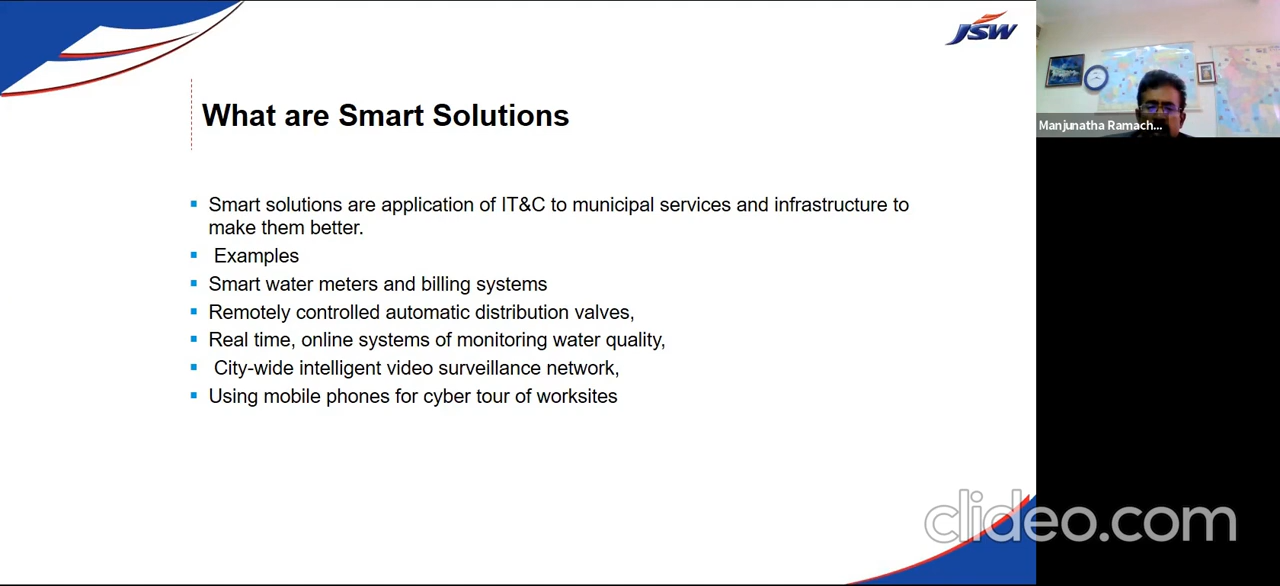 JSW
What are Smart Solutions
Smart solutions are application of IT&C to municipal services and infrastructure to
make them better.
Examples
Smart water meters and billing systems
Remotely controlled automatic distribution valves,
Real time, online systems of monitoring water quality,
City-wide intelligent video surveillance network,
Using mobile phones for cyber tour of worksites
Manjunatha Ramach...
clideo.com